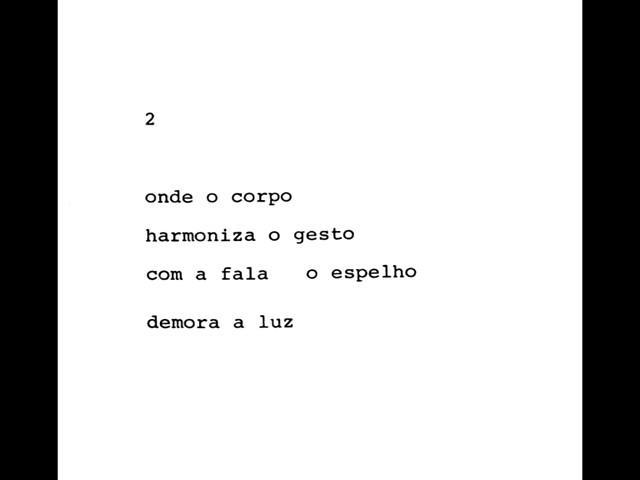 2
onde o corpo
harmoniza o gesto
com a fala   o espelho
demora a luz